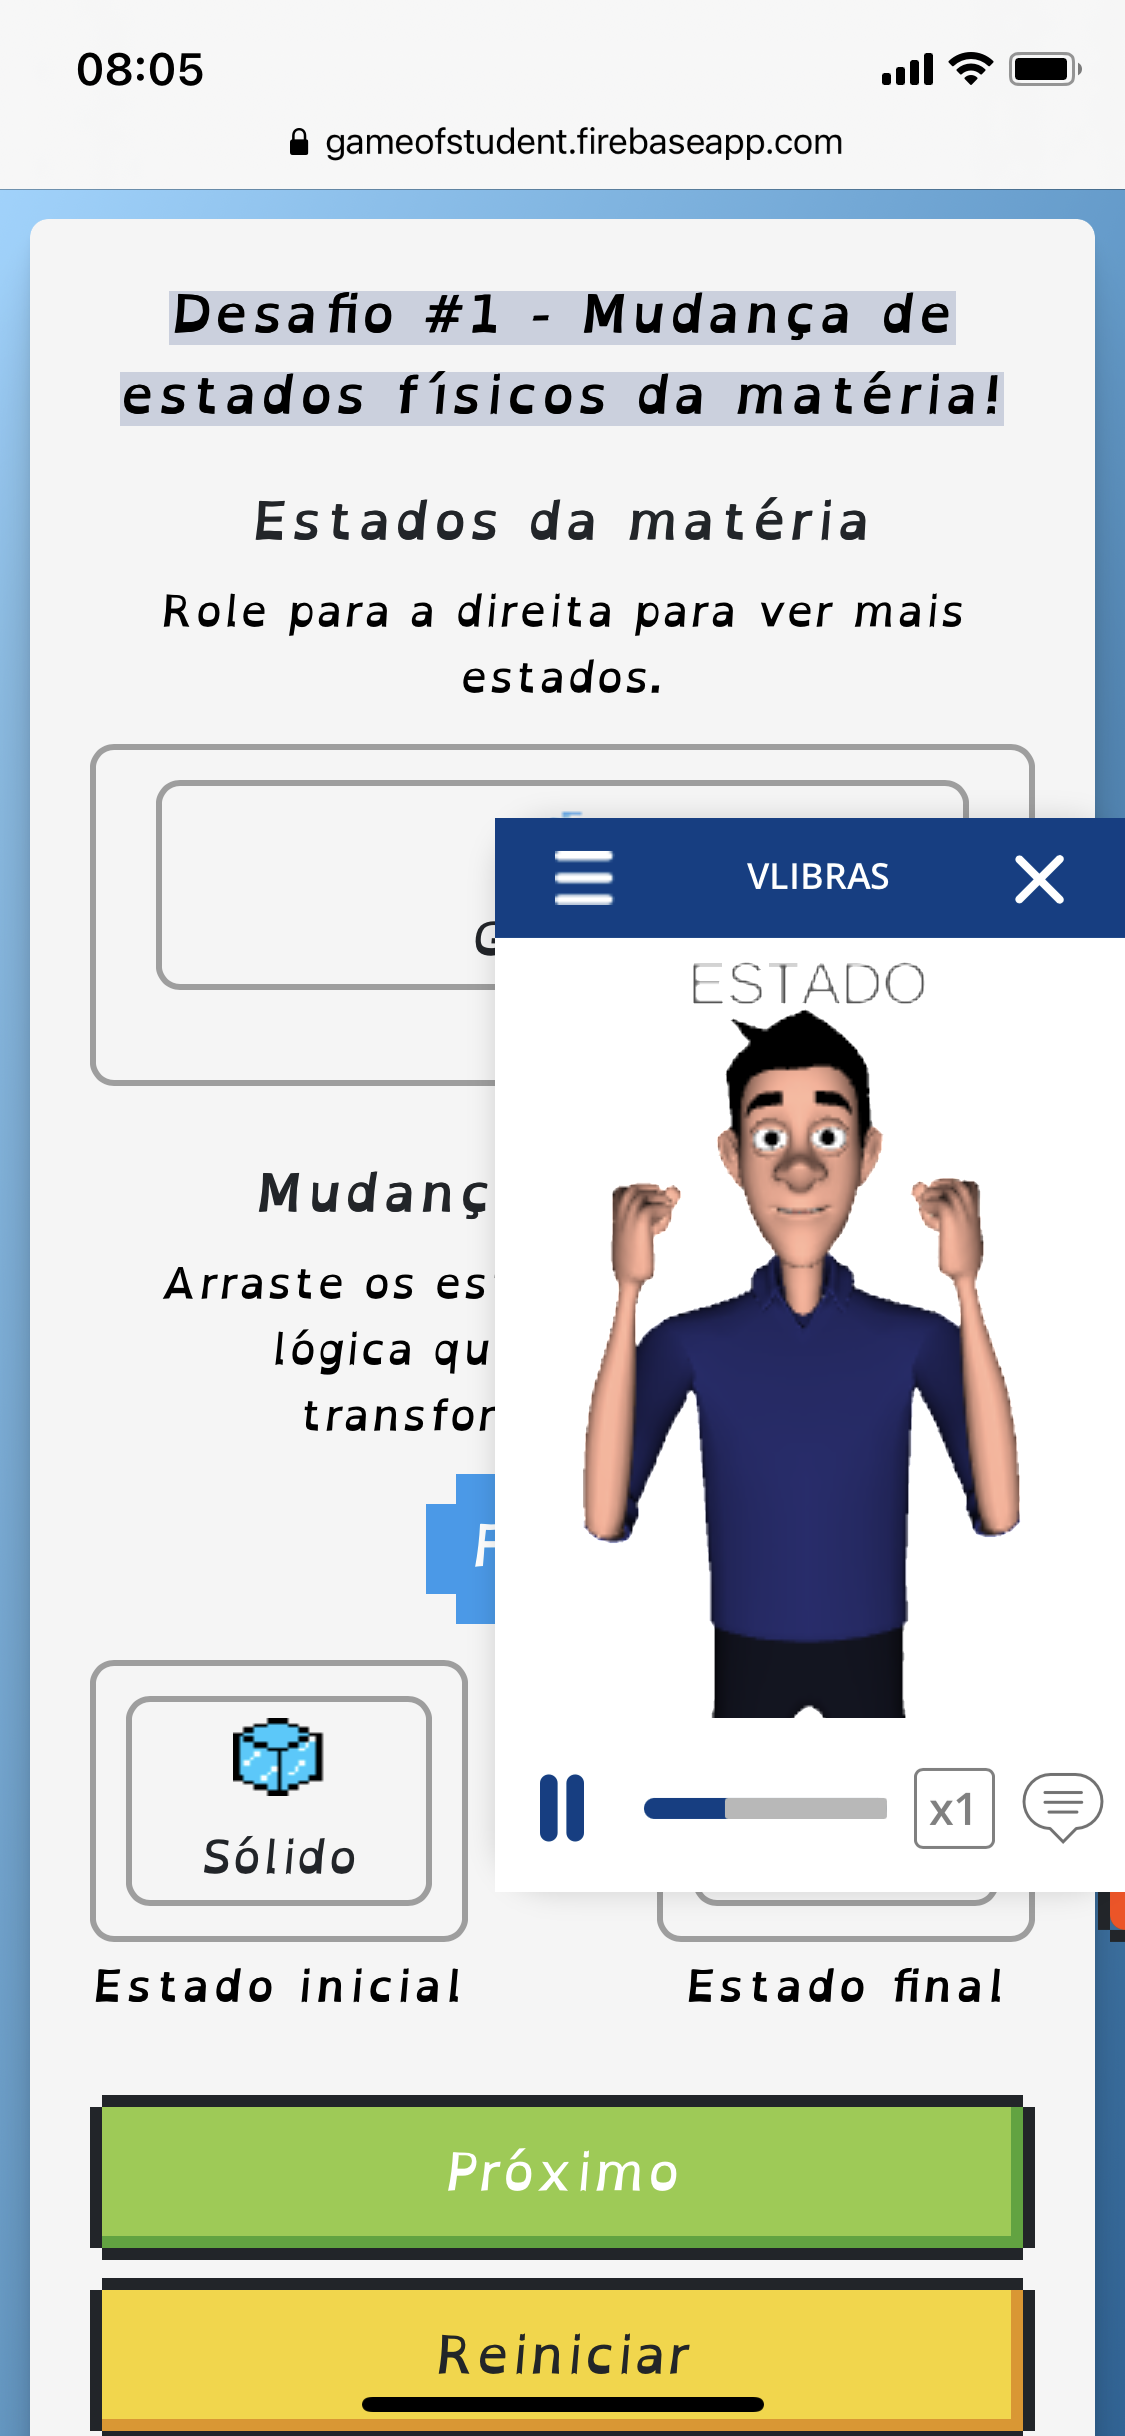 08:05
gameofstudent.firebaseapp.com
Desafio #1 - Mudança de
estados físicos da matéria!
Estados da matéria
Role para a direita para ver mais
estados.
VLIBRAS
ESTADO
Mudanç
Arraste os es
lógica qu
transfor
x1
Sólido
Estado inicial
Estado final
Próximo
Reiniciar